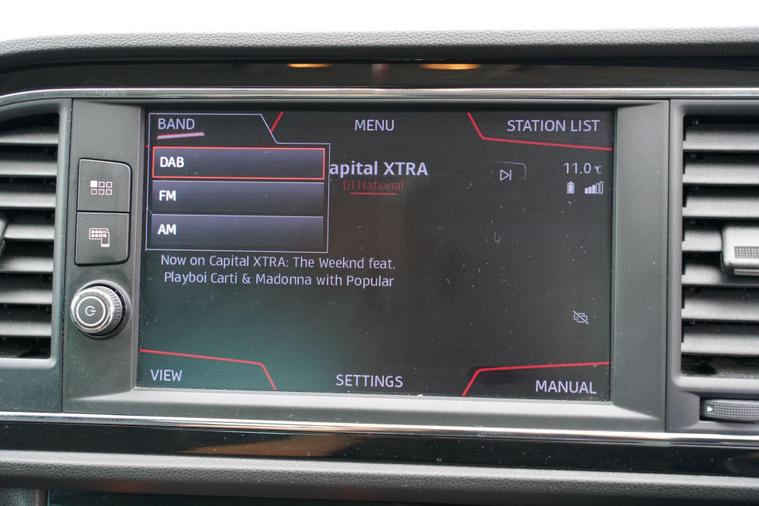 BAND
MENU
STATION LIST
DAB
FM
AM
apital XTRA
D1 National
11.0 °C
Now on Capital XTRA: The Weeknd feat.
Playboi Carti & Madonna with Popular
VIEW
SETTINGS
MANUAL